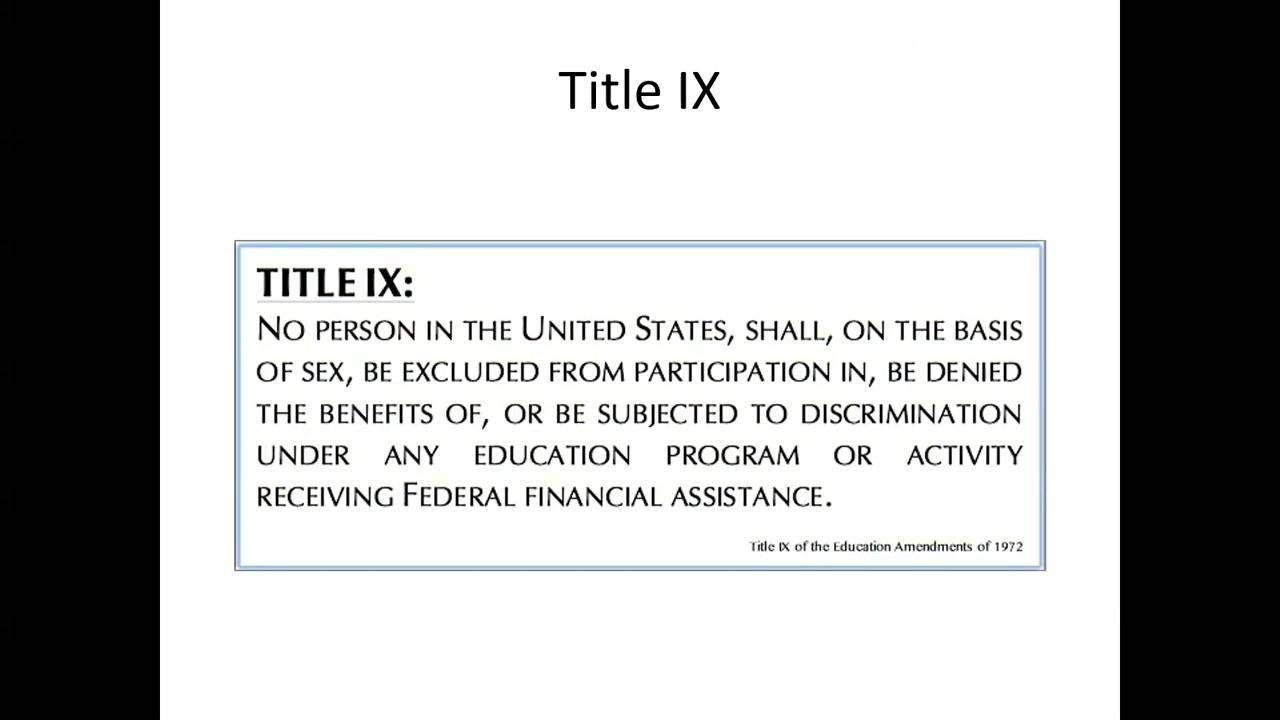 Title IX
TITLE IX:
NO PERSON IN THE UNITED STATES, SHALL, ON THE BASIS
OF SEX, BE EXCLUDED FROM PARTICIPATION IN, BE DENIED
THE BENEFITS OF, OR BE SUBJECTED TO DISCRIMINATION
UNDER ANY EDUCATION PROGRAM OR ACTIVITY
RECEIVING FEDERAL FINANCIAL ASSISTANCE.
Title IX of the Education Amendments of 1972